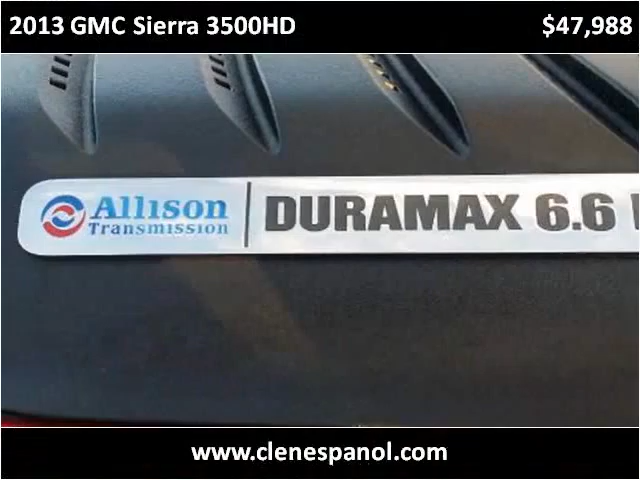 2013 GMC Sierra 3500HD $47,988
Allison
Transmission
DURAMAX 6.6
www.clenespanol.com